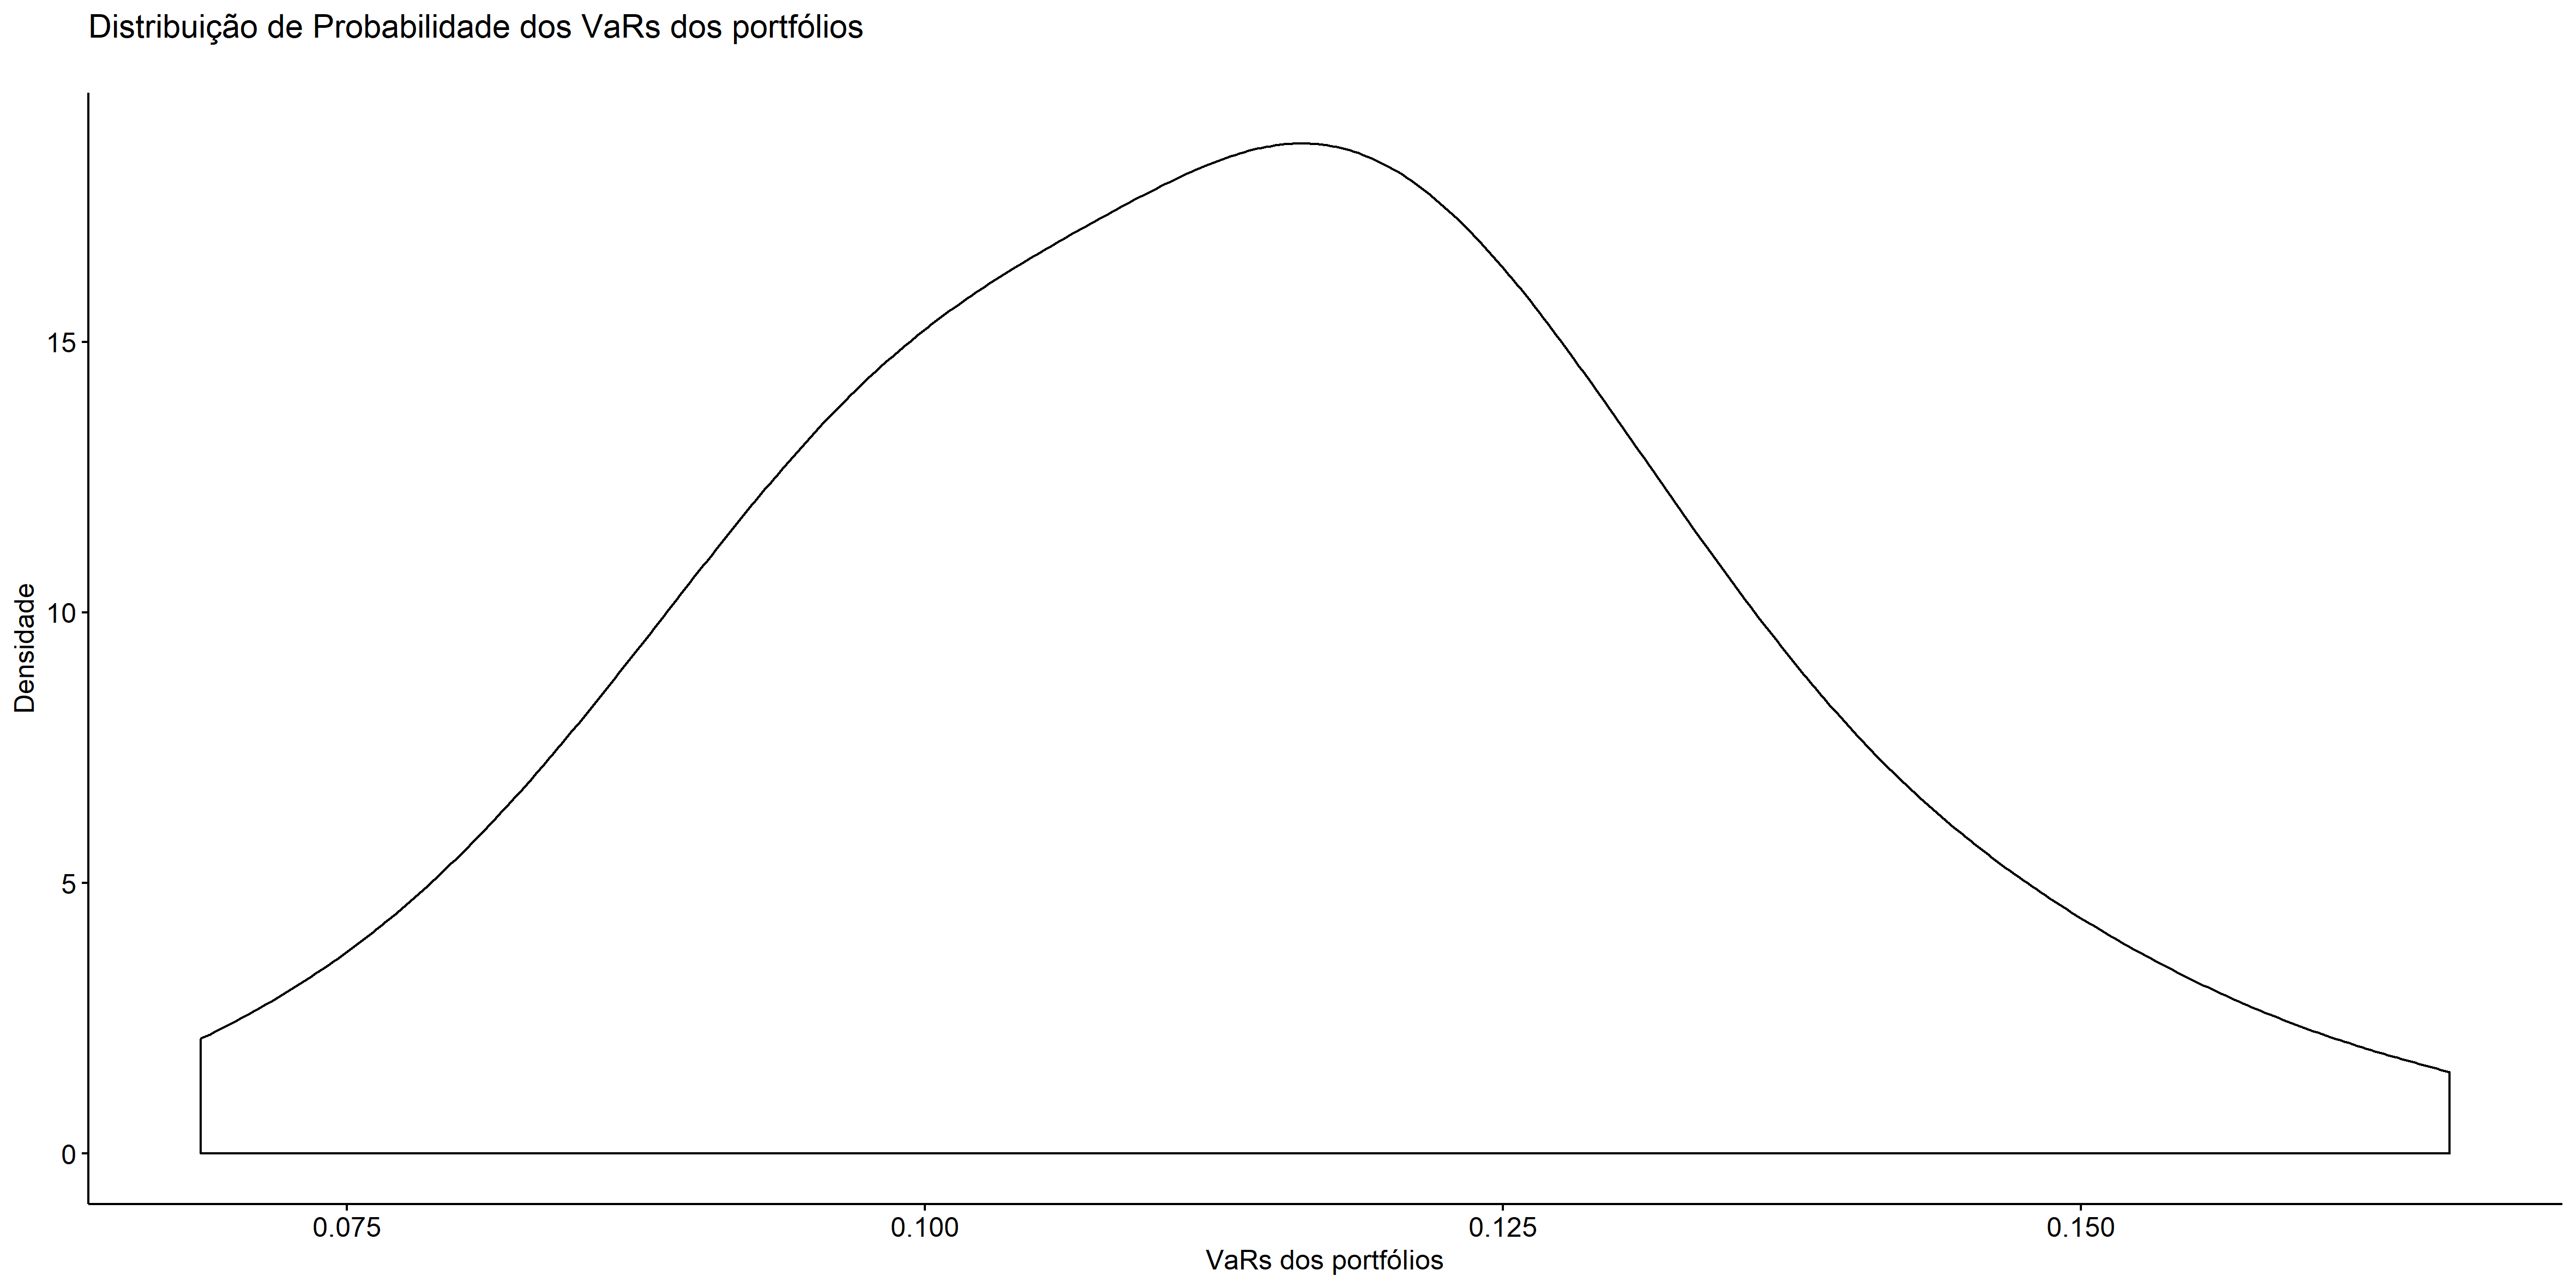 Distribuição de Probabilidade dos VaRs dos portfólios
15
10
5
0
Densidade
0.075
0.100
0.125
0.150
VaRs dos portfólios